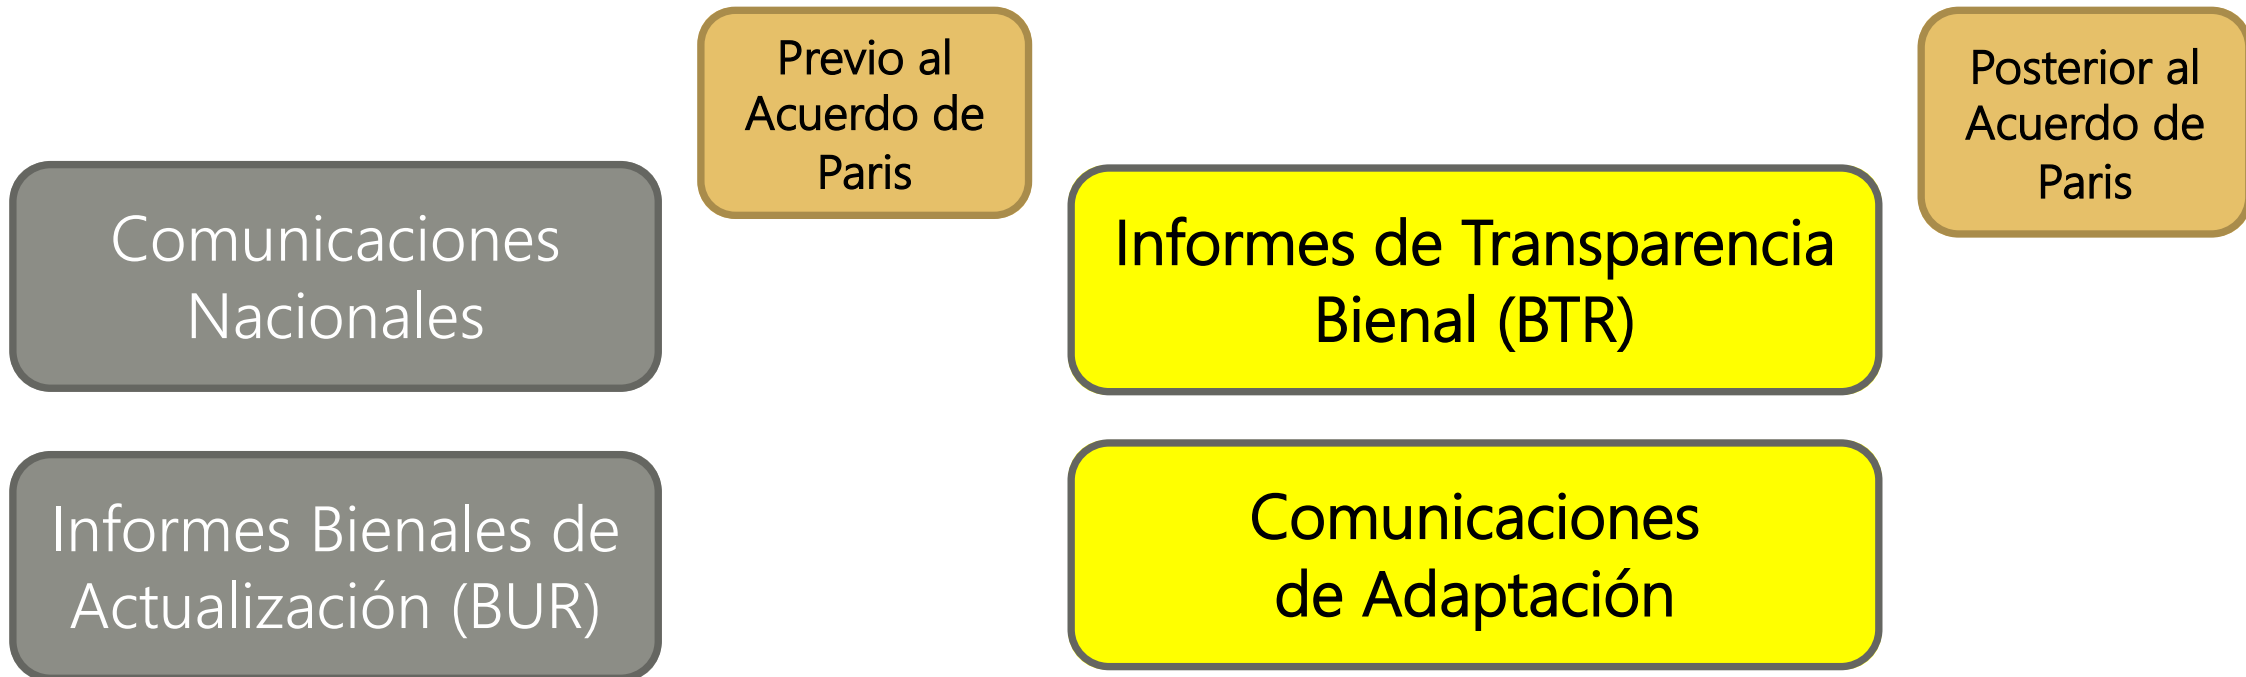 Previo al
Acuerdo de
Paris
Comunicaciones
Nacionales
Informes Bienales de
Actualización (BUR)
Posterior al
Acuerdo de
Paris
Informes de Transparencia
Bienal (BTR)
Comunicaciones
de Adaptación